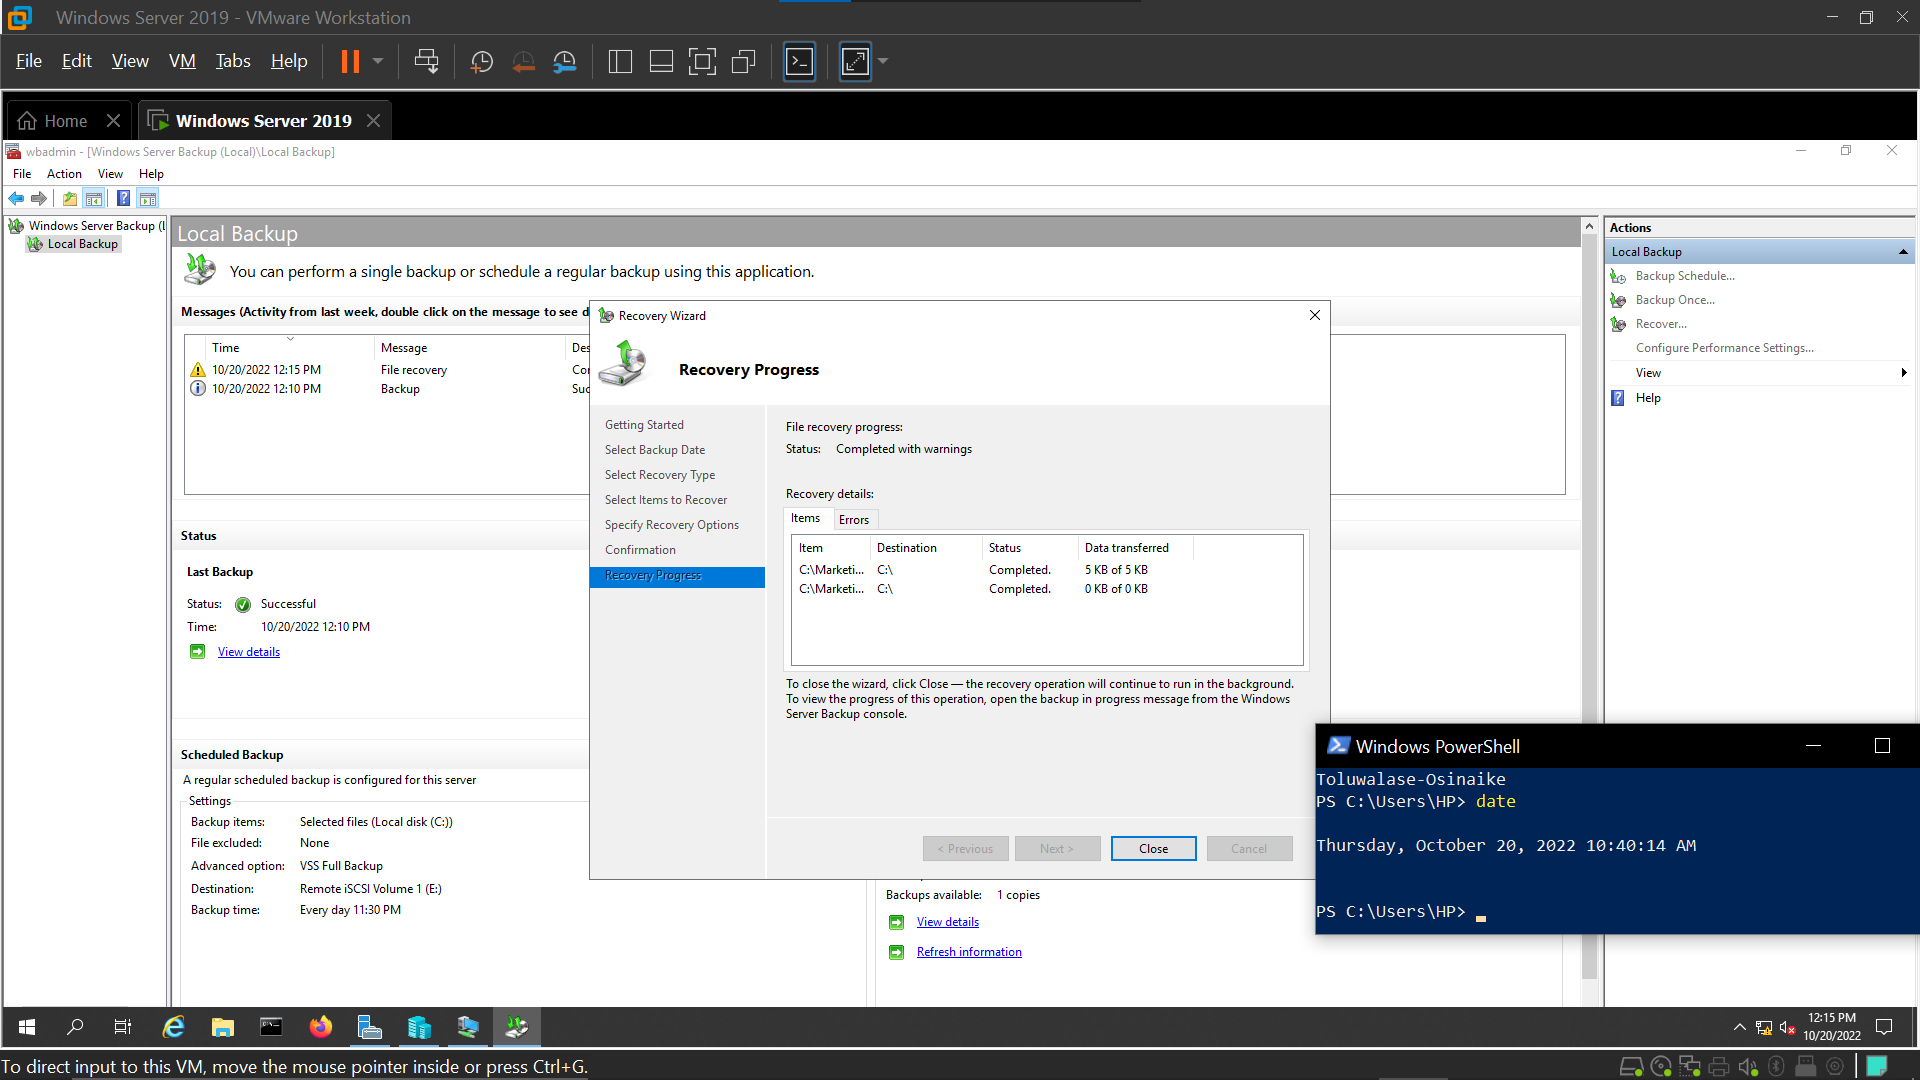 Windows Server 2019 - VMware Workstation
File Edit View VM Tabs Help
Home
Windows Server 2019
wbadmin - [Windows Server Backup (Local)\Local Backup]
File Action View Help
Windows Server Backup (L
Local Backup
Local Backup
You can perform a single backup or schedule a regular backup using this application.
Messages (Activity from last week, double click on the message to see d
Time Message Des
10/20/2022 12:15 PM File recovery Cor
10/20/2022 12:10 PM Backup Suc
Status
Last Backup
Status: Successful
Time: 10/20/2022 12:10 PM
View details
Scheduled Backup
A regular scheduled backup is configured for this server
Settings
Backup items: Selected files (Local disk (C:))
File excluded: None
Advanced option: VSS Full Backup
Destination: Remote iSCSI Volume 1 (E:)
Backup time: Every day 11:30 PM
Recovery Wizard
Recovery Progress
Getting Started
Select Backup Date
Select Recovery Type
Select Items to Recover
Specify Recovery Options
Confirmation
Recovery Progress
File recovery progress:
Status: Completed with warnings
Recovery details:
Items Errors
Item Destination Status Data transferred
C:\Marketi... C:\ Completed. 5 KB of 5 KB
C:\Marketi... C:\ Completed. 0 KB of 0 KB
To close the wizard, click Close — the recovery operation will continue to run in the background.
To view the progress of this operation, open the backup in progress message from the Windows
Server Backup console.
< Previous Next > Close Cancel
Backups available: 1 copies
View details
Refresh information
Actions
Local Backup
Backup Schedule...
Backup Once...
Recover...
Configure Performance Settings...
View
Help
Windows PowerShell
Toluwalase-Osinaike
PS C:\Users\HP> date
Thursday, October 20, 2022 10:40:14 AM
PS C:\Users\HP>
12:15 PM
10/20/2022
To direct input to this VM, move the mouse pointer inside or press Ctrl+G.